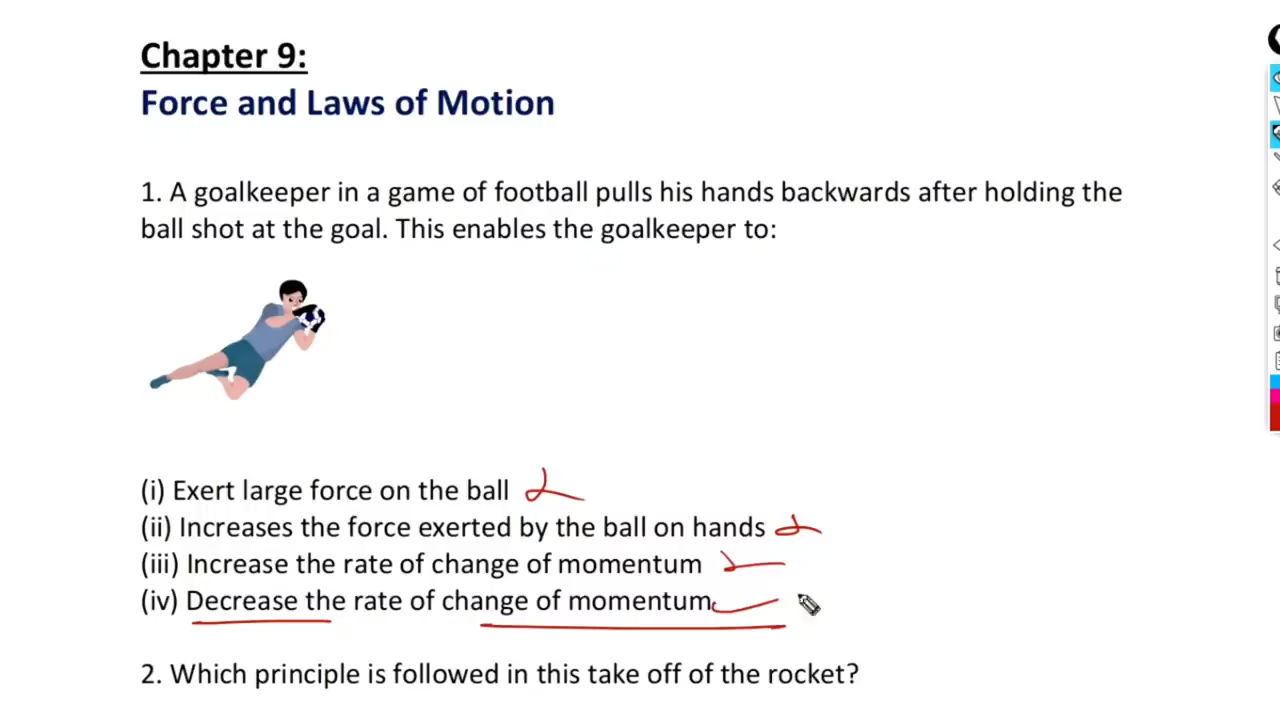 Chapter 9:
Force and Laws of Motion
1. A goalkeeper in a game of football pulls his hands backwards after holding the
ball shot at the goal. This enables the goalkeeper to:
(i) Exert large force on the ball
(ii) Increases the force exerted by the ball on hands
(iii) Increase the rate of change of momentum
(iv) Decrease the rate of change of momentum
2. Which principle is followed in this take off of the rocket?